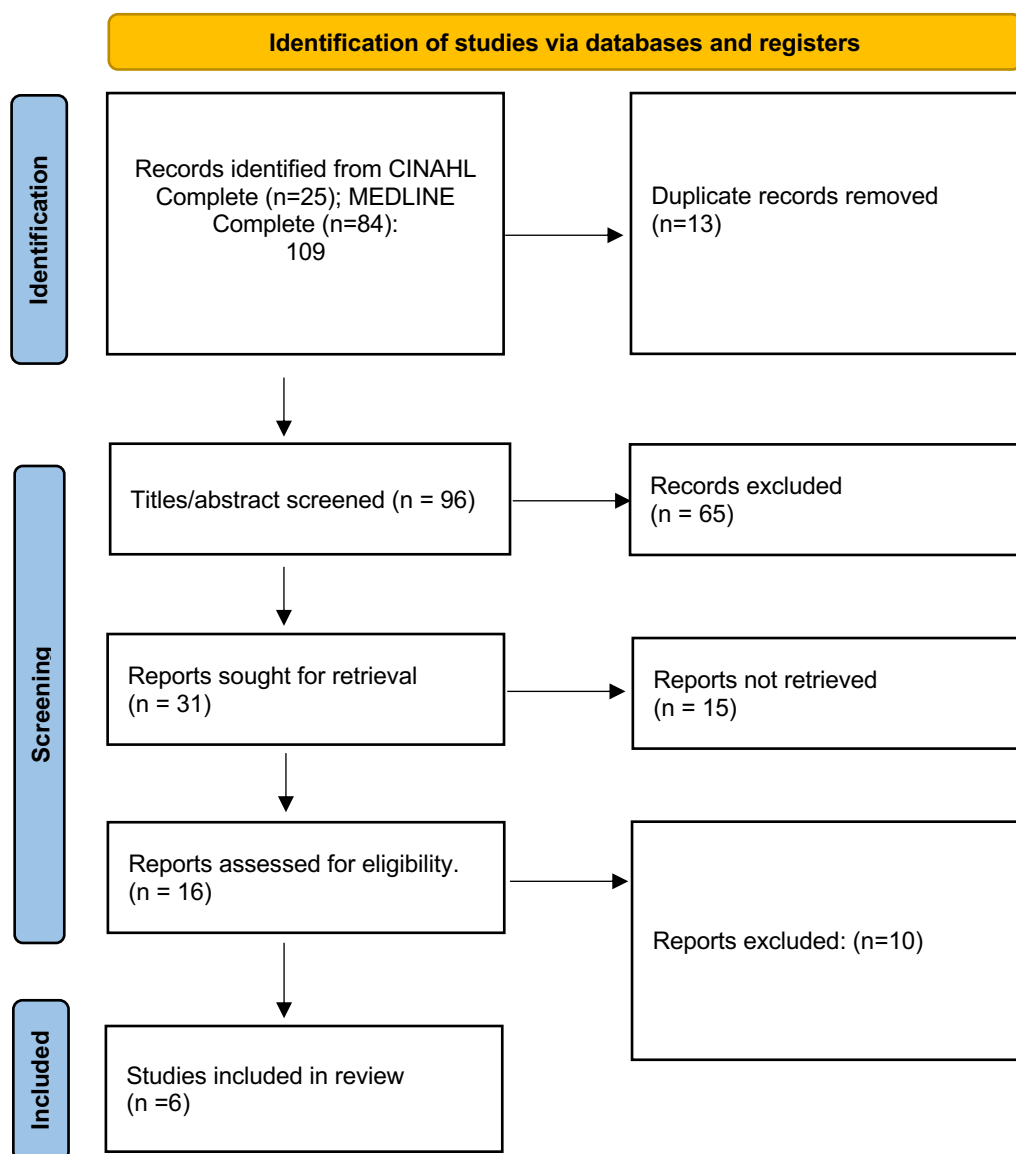 Identification of studies via databases and registers
Identification
Records identified from CINAHL
Complete (n=25); MEDLINE
Complete (n=84):
109
Duplicate records removed
(n=13)
Screening
Titles/abstract screened (n = 96)
Records excluded
(n = 65)
Reports sought for retrieval
(n = 31)
Reports not retrieved
(n = 15)
Reports assessed for eligibility.
(n = 16)
Reports excluded: (n=10)
Included
Studies included in review
(n =6)